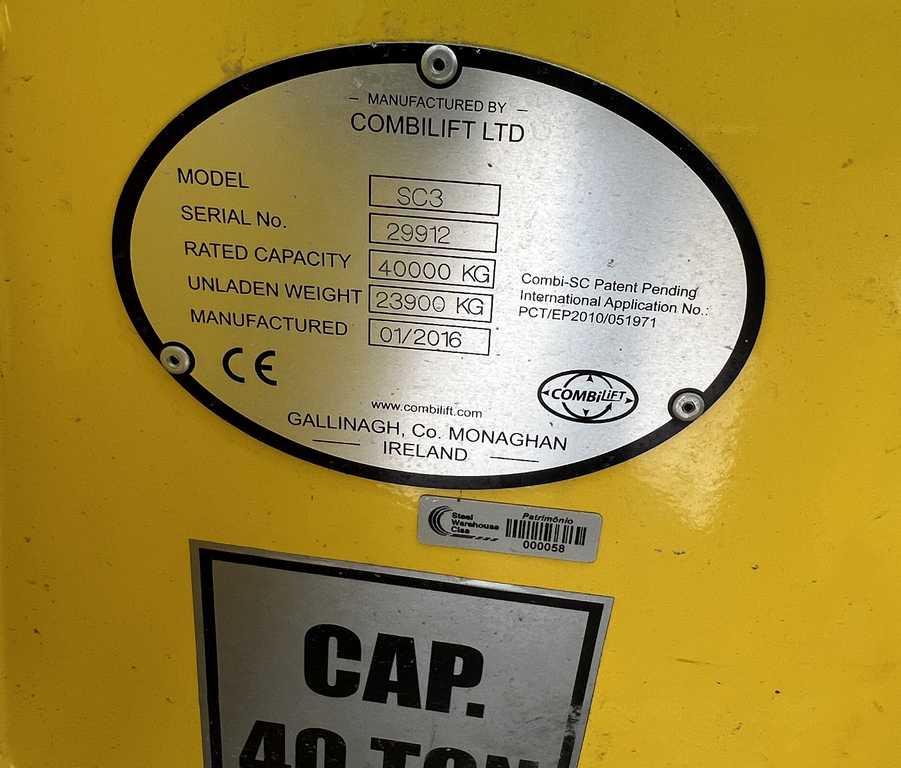 — MANUFACTURED BY —
COMBILIFT LTD
MODEL SC3
SERIAL No. 29912
RATED CAPACITY 40000 KG
UNLADEN WEIGHT 23900 KG
MANUFACTURED 01/2016
Combi-SC Patent Pending
International Application No.:
PCT/EP2010/051971
CE
COMBiLiFT
www.combilift.com
GALLINAGH, Co. MONAGHAN
IRELAND
Steel
Warehouse
Cisa
Patrimônio
000058
CAP.
40 TON